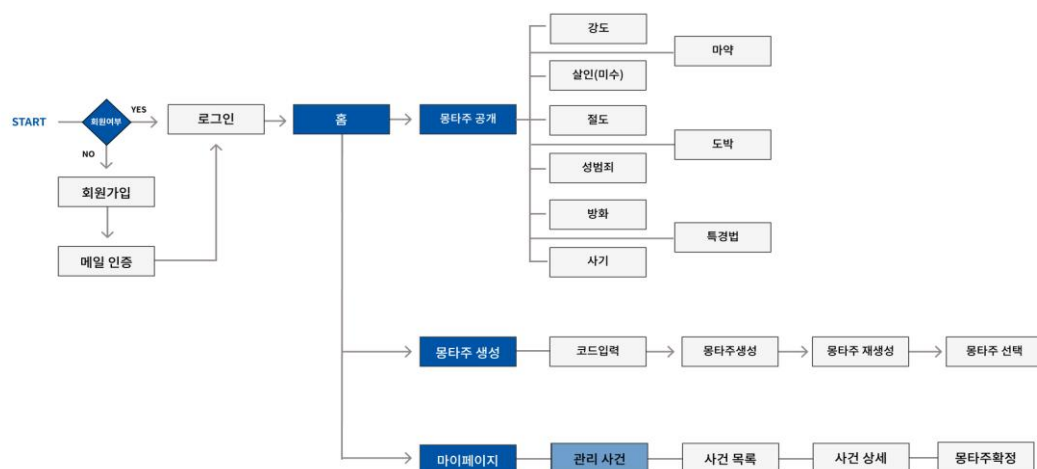 강도
마약
살인(미수)
START
회원여부
YES
로그인
홈
몽타주 공개
절도
도박
NO
성범죄
회원가입
방화
특경법
메일 인증
사기
몽타주 생성
코드입력
몽타주생성
몽타주 재생성
몽타주 선택
마이페이지
관리 사건
사건 목록
사건 상세
몽타주확정